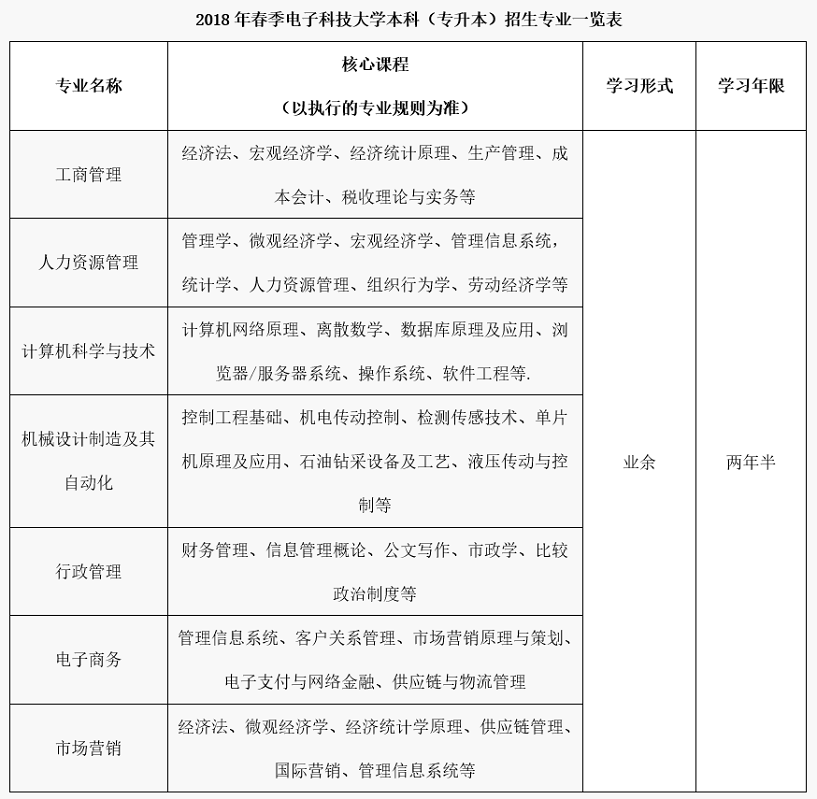 2018 年春季电子科技大学本科（专升本）招生专业一览表
专业名称
核心课程
（以执行的专业规则为准）
学习形式
学习年限
工商管理
经济法、宏观经济学、经济统计原理、生产管理、成
本会计、税收理论与实务等
人力资源管理
管理学、微观经济学、宏观经济学、管理信息系统，
统计学、人力资源管理、组织行为学、劳动经济学等
计算机科学与技术
计算机网络原理、离散数学、数据库原理及应用、浏
览器/服务器系统、操作系统、软件工程等.
机械设计制造及其
自动化
控制工程基础、机电传动控制、检测传感技术、单片
机原理及应用、石油钻采设备及工艺、液压传动与控
制等
业余
两年半
行政管理
财务管理、信息管理概论、公文写作、市政学、比较
政治制度等
电子商务
管理信息系统、客户关系管理、市场营销原理与策划、
电子支付与网络金融、供应链与物流管理
市场营销
经济法、微观经济学、经济统计学原理、供应链管理、
国际营销、管理信息系统等